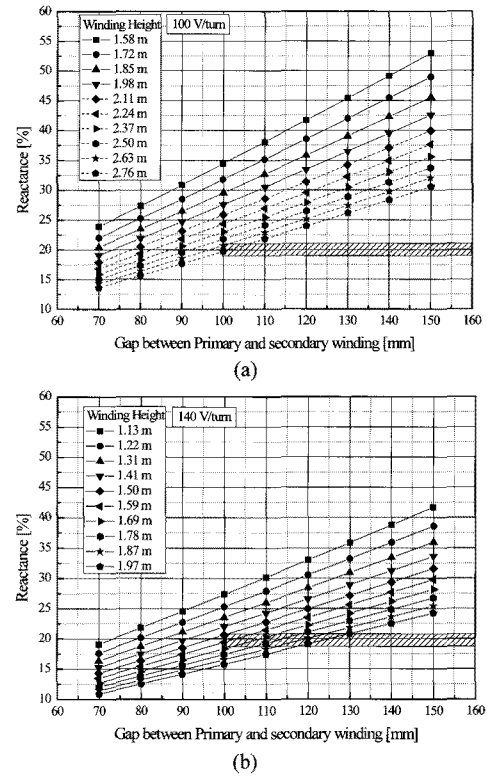 Winding Height
100 V/turn
1.58 m
1.72 m
1.85 m
1.98 m
2.11 m
2.24 m
2.37 m
2.50 m
2.63 m
2.76 m
Reactance [%]
60
55
50
45
40
35
30
25
20
15
10
60 70 80 90 100 110 120 130 140 150 160
Gap between Primary and secondary winding [mm]
(a)
Winding Height
140 V/turn
1.13 m
1.22 m
1.31 m
1.41 m
1.50 m
1.59 m
1.69 m
1.78 m
1.87 m
1.97 m
Reactance [%]
60
55
50
45
40
35
30
25
20
15
10
60 70 80 90 100 110 120 130 140 150 160
Gap between Primary and secondary winding [mm]
(b)